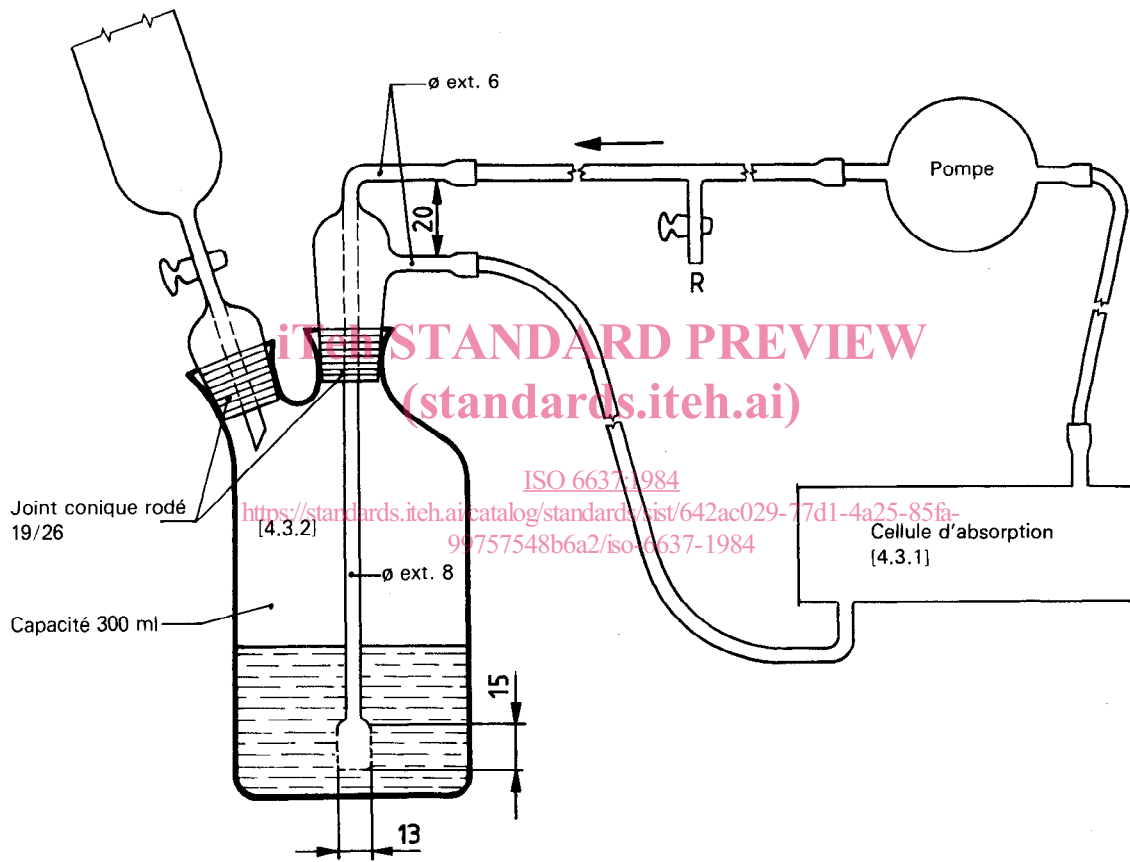 ø ext. 6
Pompe
20
R
iTeh STANDARD PREVIEW
(standards.iteh.ai)
ISO 6637:1984
https://standards.iteh.ai/catalog/standards/sist/642ac029-77d1-4a25-85fa-
99757548b6a2/iso-6637-1984
Joint conique rodé
19/26
[4.3.2]
Cellule d'absorption
[4.3.1]
ø ext. 8
Capacité 300 ml
15
13